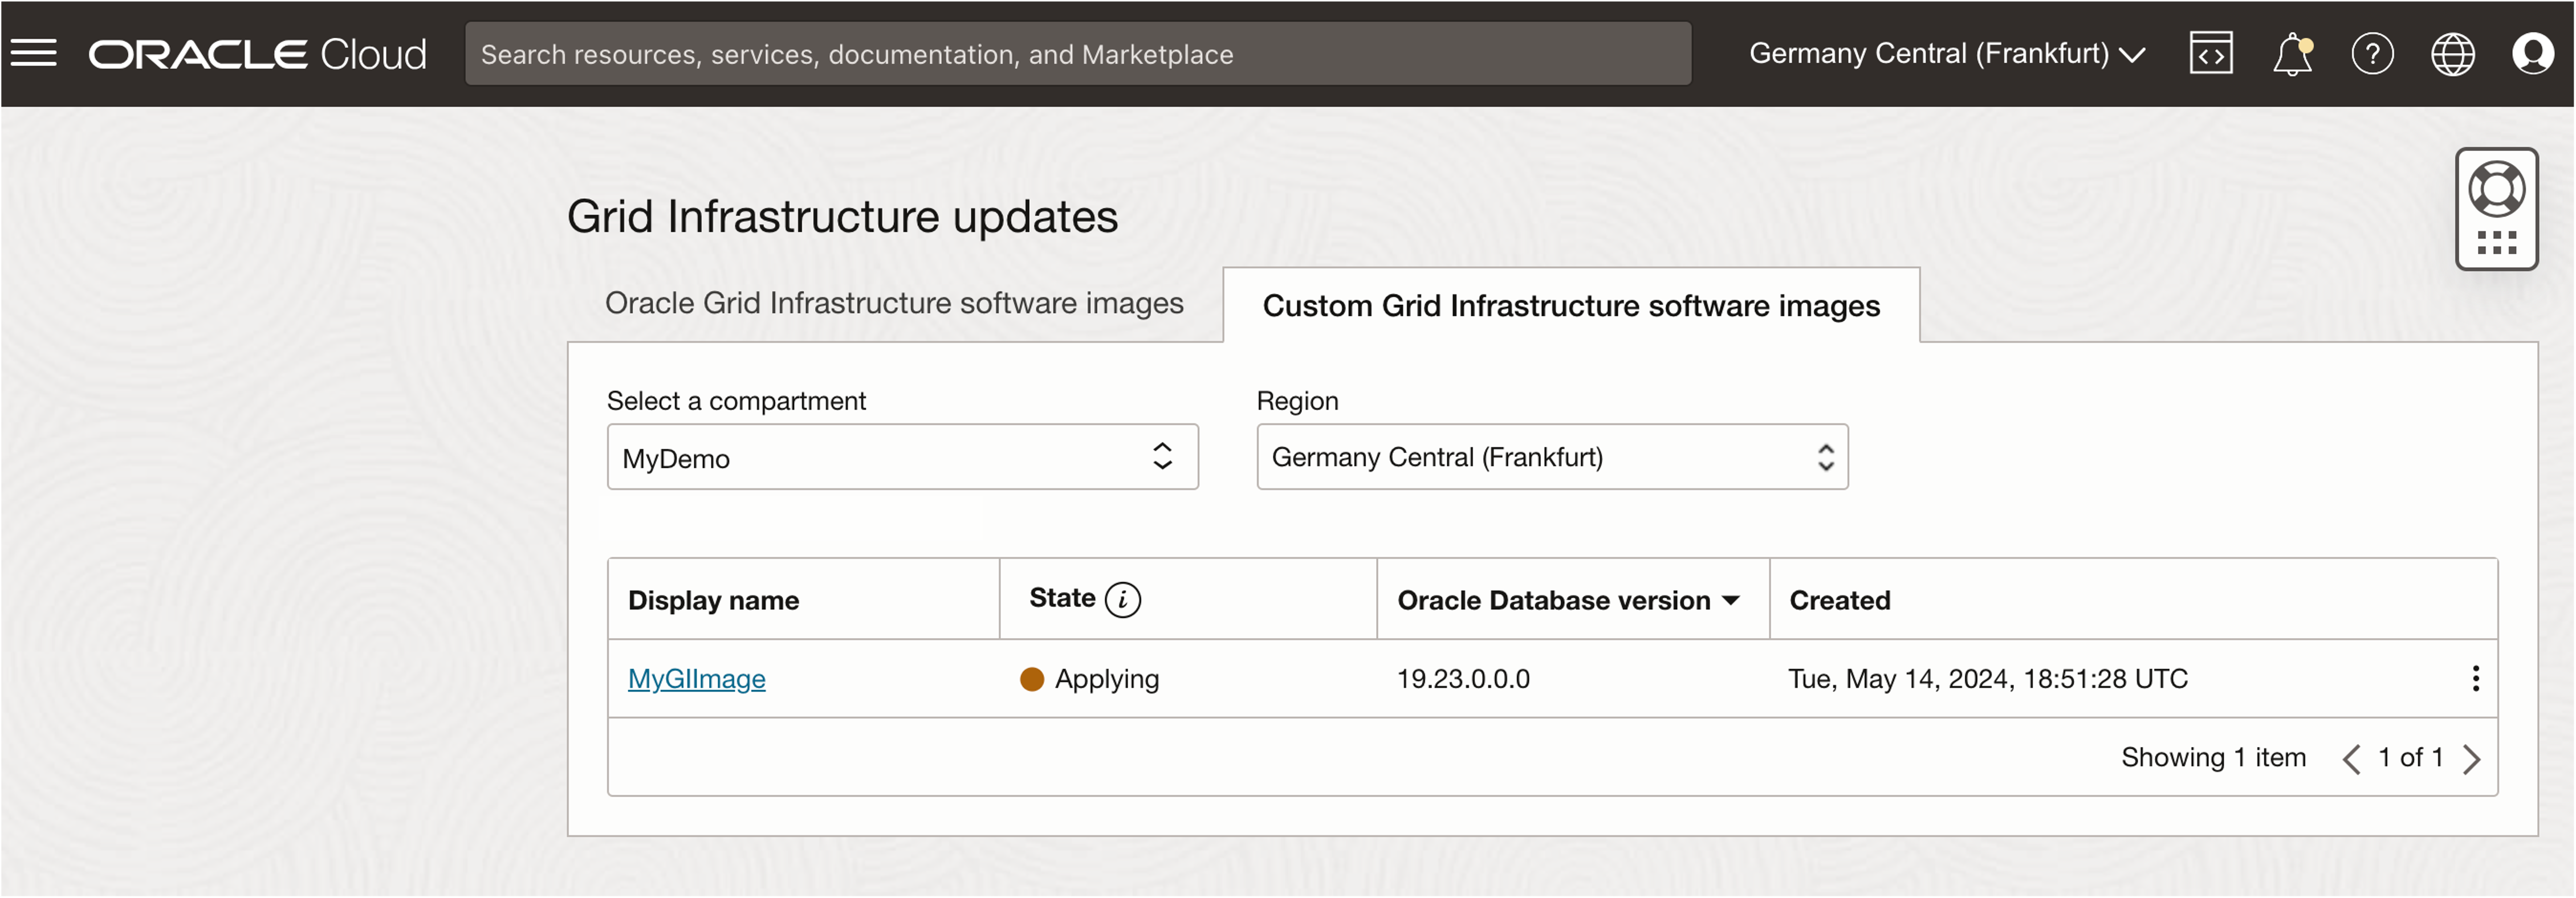 ORACLE Cloud
Search resources, services, documentation, and Marketplace
Germany Central (Frankfurt)
Grid Infrastructure updates
Oracle Grid Infrastructure software images
Custom Grid Infrastructure software images
Select a compartment
Region
MyDemo
Germany Central (Frankfurt)
Display name
State
Oracle Database version
Created
MyGIImage
Applying
19.23.0.0.0
Tue, May 14, 2024, 18:51:28 UTC
Showing 1 item
1 of 1